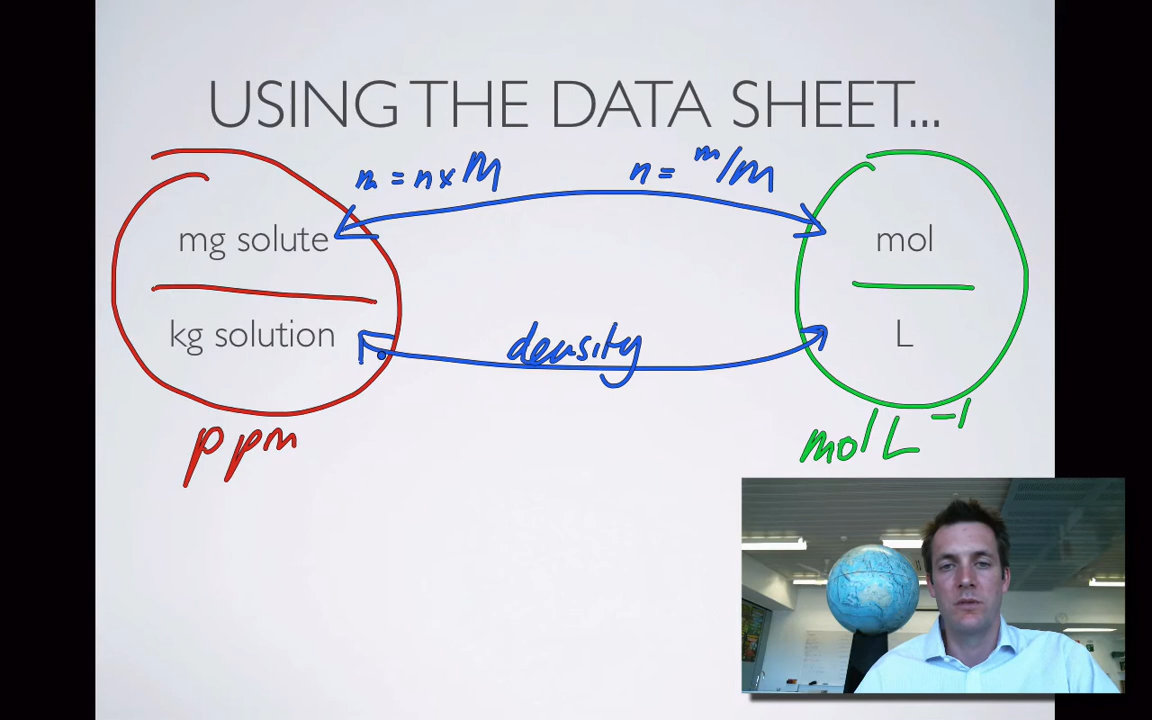 USING THE DATA SHEET...
m = n x M
n = m/M
mg solute
mol
kg solution
density
L
ppm
mol L⁻¹